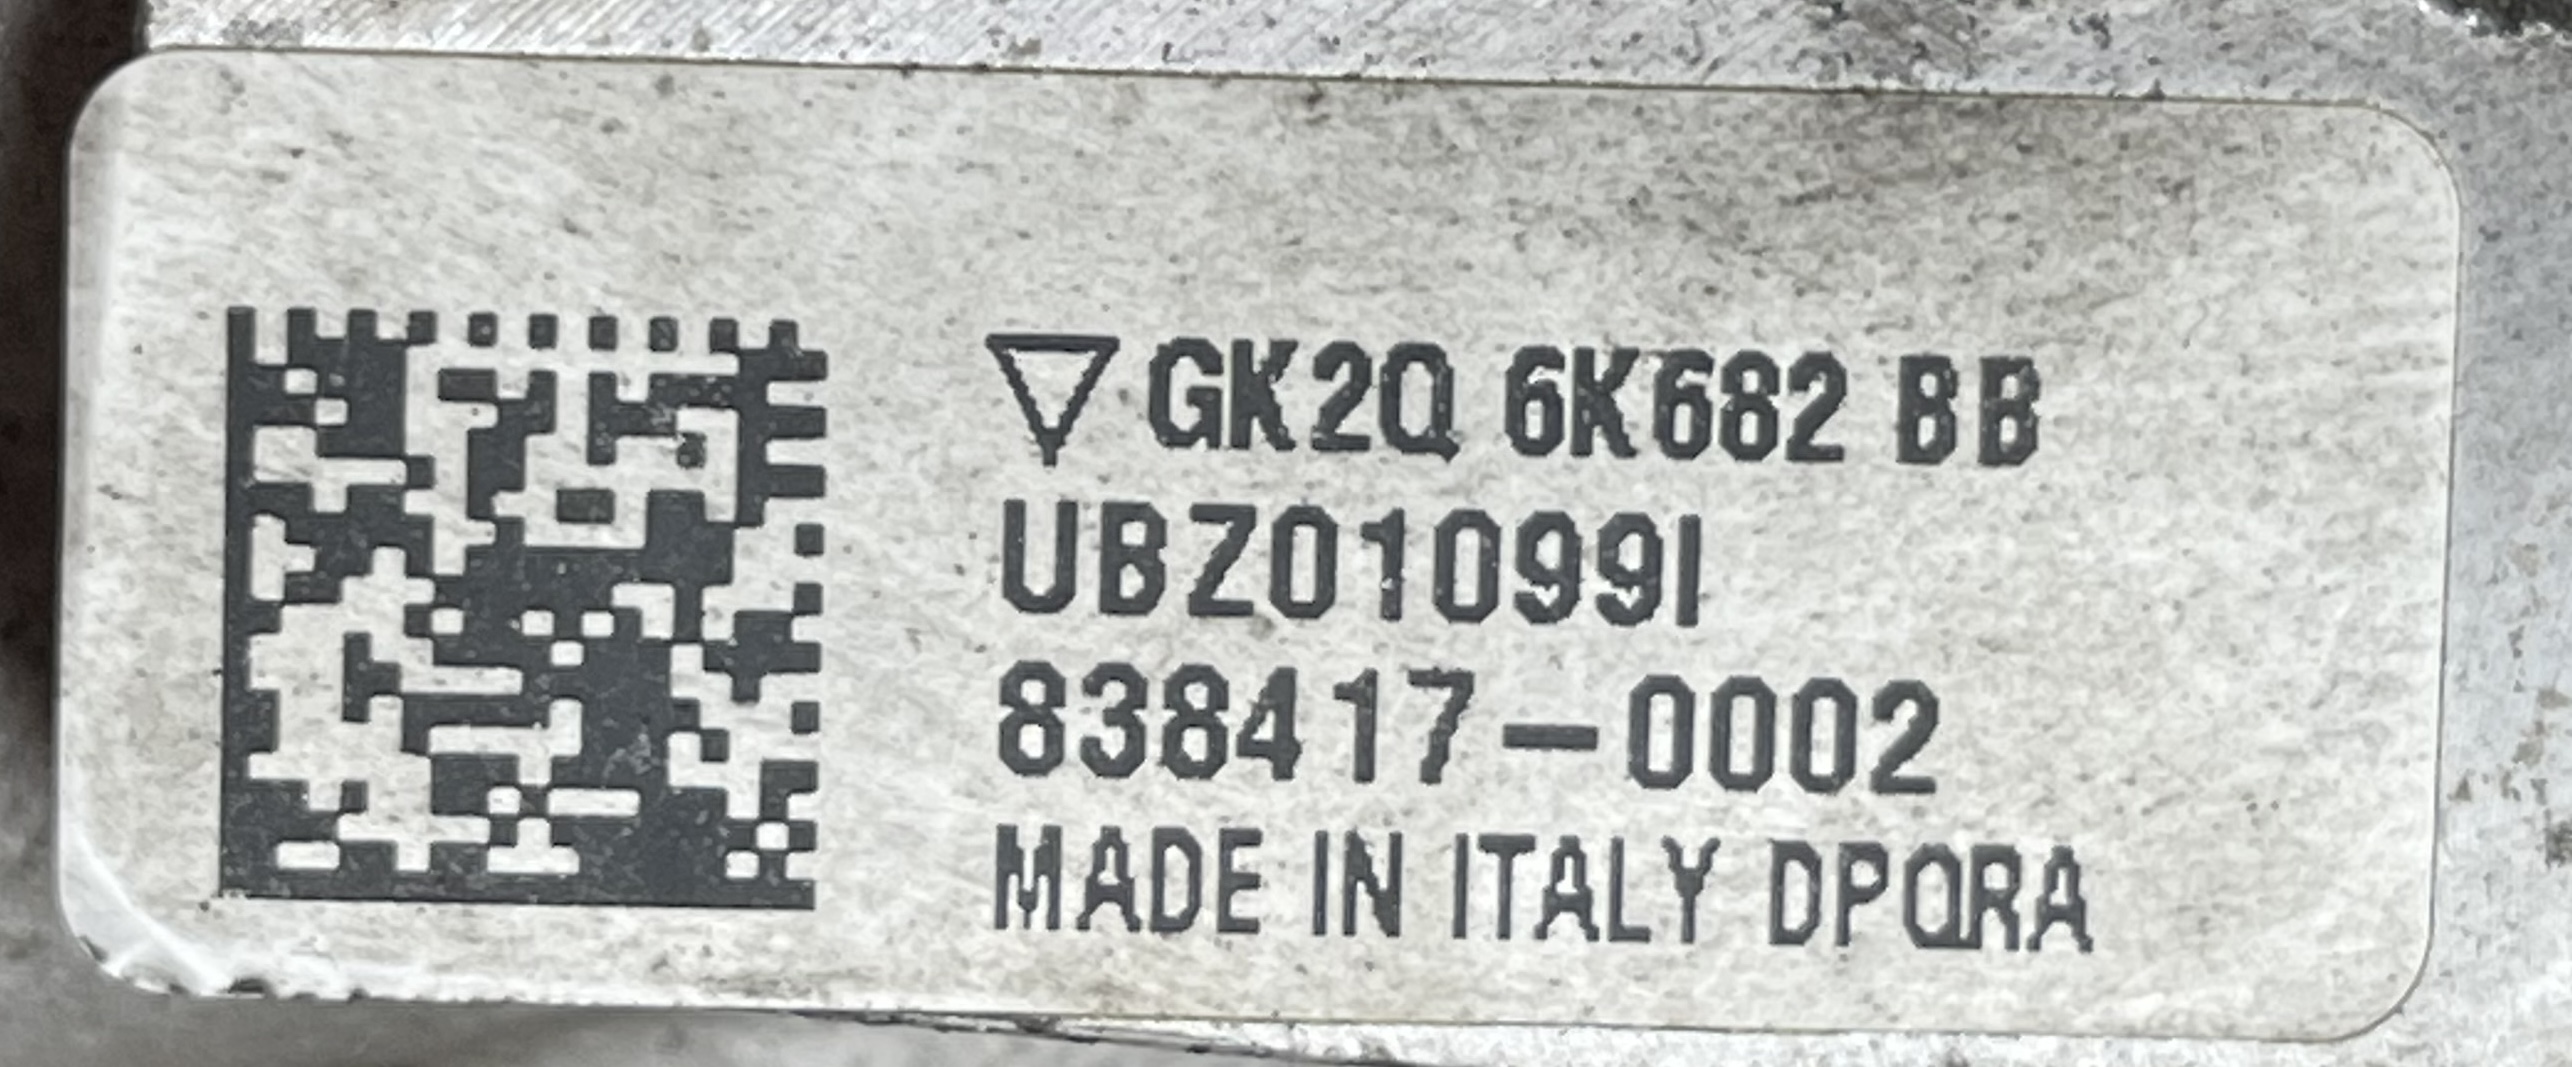 ▽GK2Q 6K682 BB
UBZ01099I
838417-0002
MADE IN ITALY DPQRA